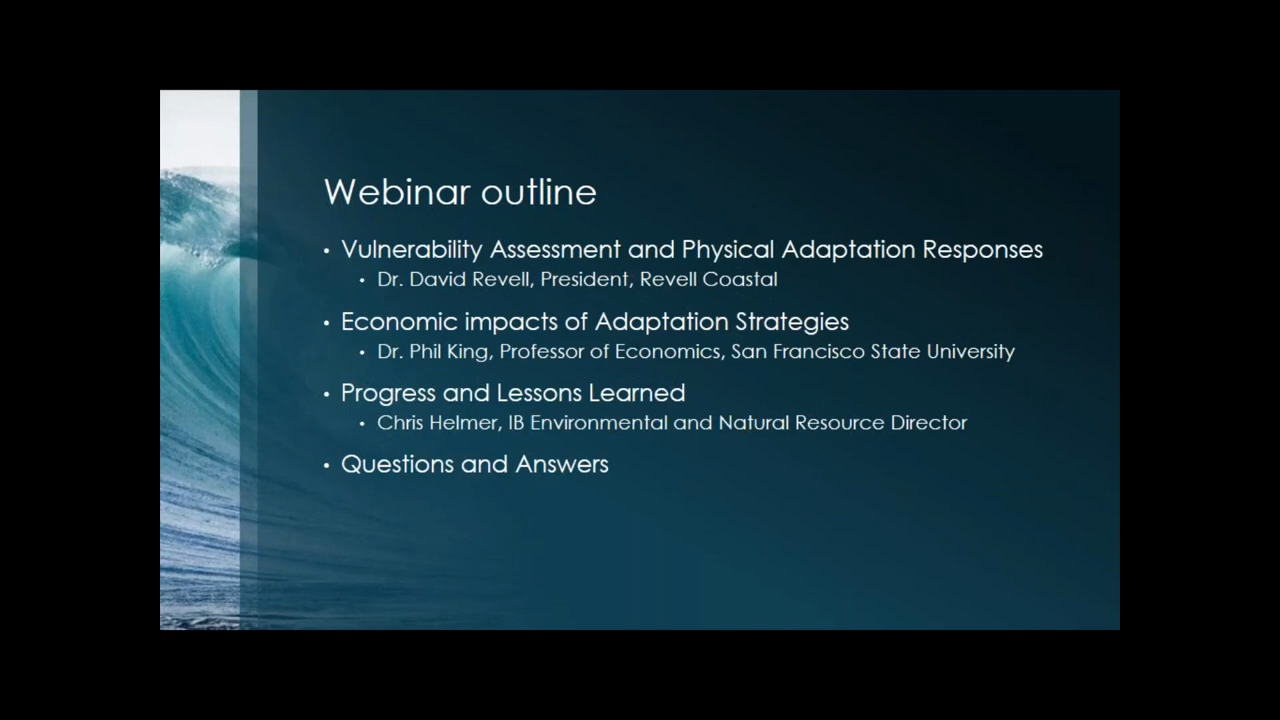 Webinar outline
• Vulnerability Assessment and Physical Adaptation Responses
• Dr. David Revell, President, Revell Coastal
• Economic impacts of Adaptation Strategies
• Dr. Phil King, Professor of Economics, San Francisco State University
• Progress and Lessons Learned
• Chris Helmer, IB Environmental and Natural Resource Director
• Questions and Answers